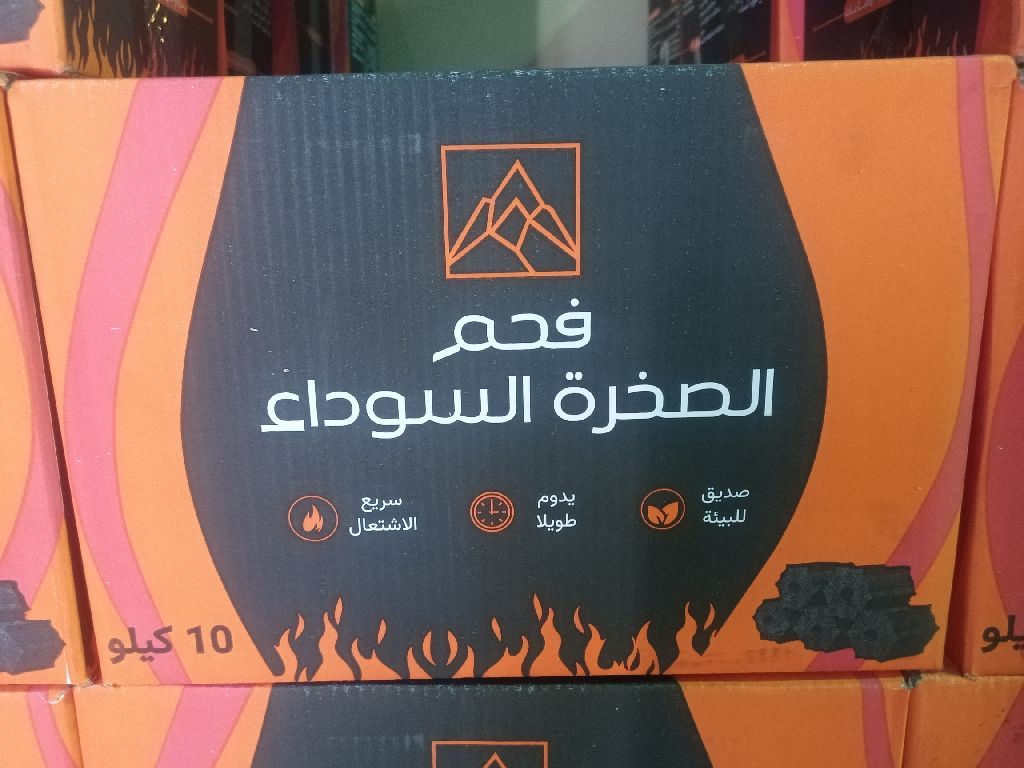 فحم
الصخرة السوداء
صديق
للبيئة
يدوم
طويلا
سريع
الاشتعال
10 كيلو